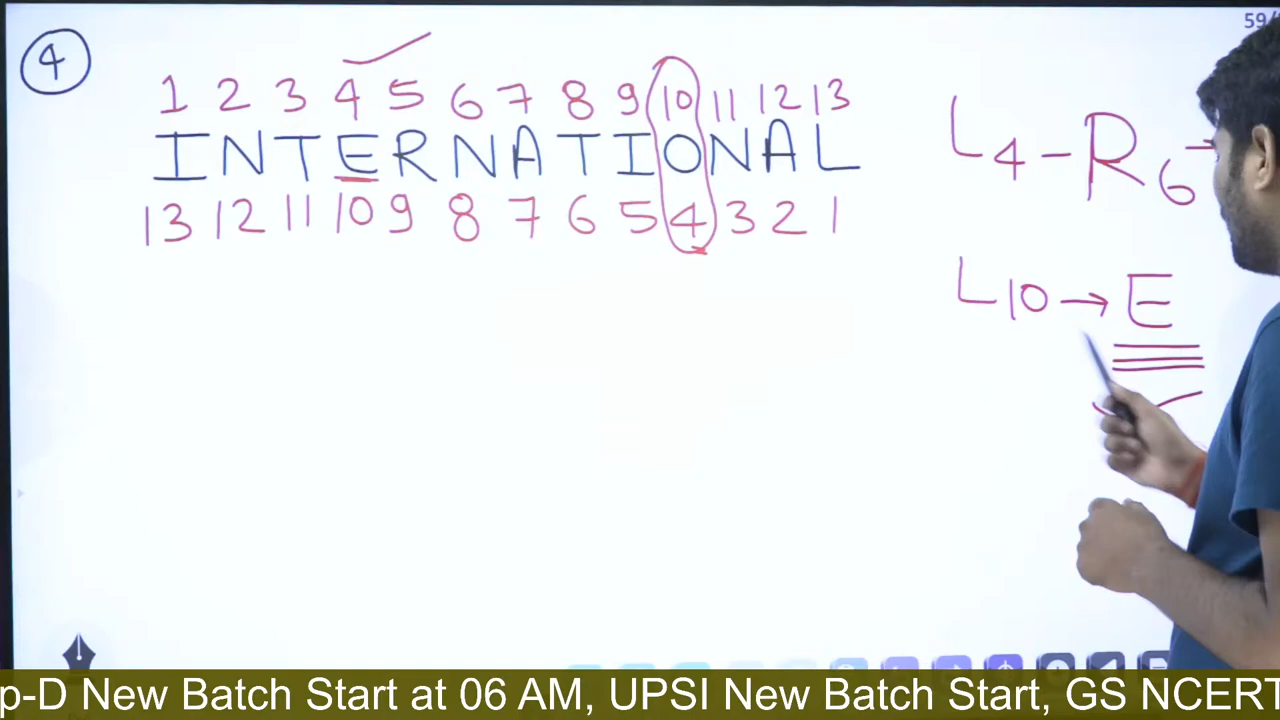 59/
4
1 2 3 4 5 6 7 8 9 10 11 12 13
INTERNATIONAL
13 12 11 10 9 8 7 6 5 4 3 2 1
L4 - R6 →
L10 → E
p-D New Batch Start at 06 AM, UPSI New Batch Start, GS NCERT